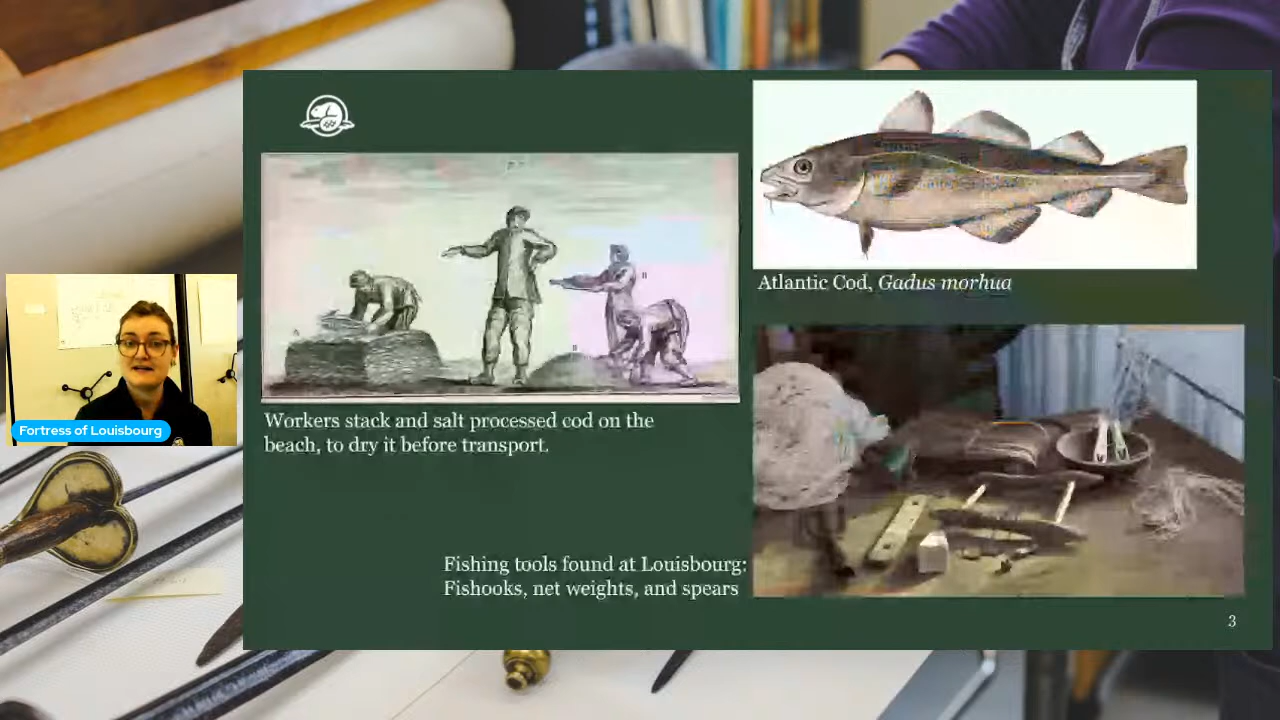 Atlantic Cod, Gadus morhua
Workers stack and salt processed cod on the
beach, to dry it before transport.
Fortress of Louisbourg
Fishing tools found at Louisbourg:
Fishooks, net weights, and spears
3